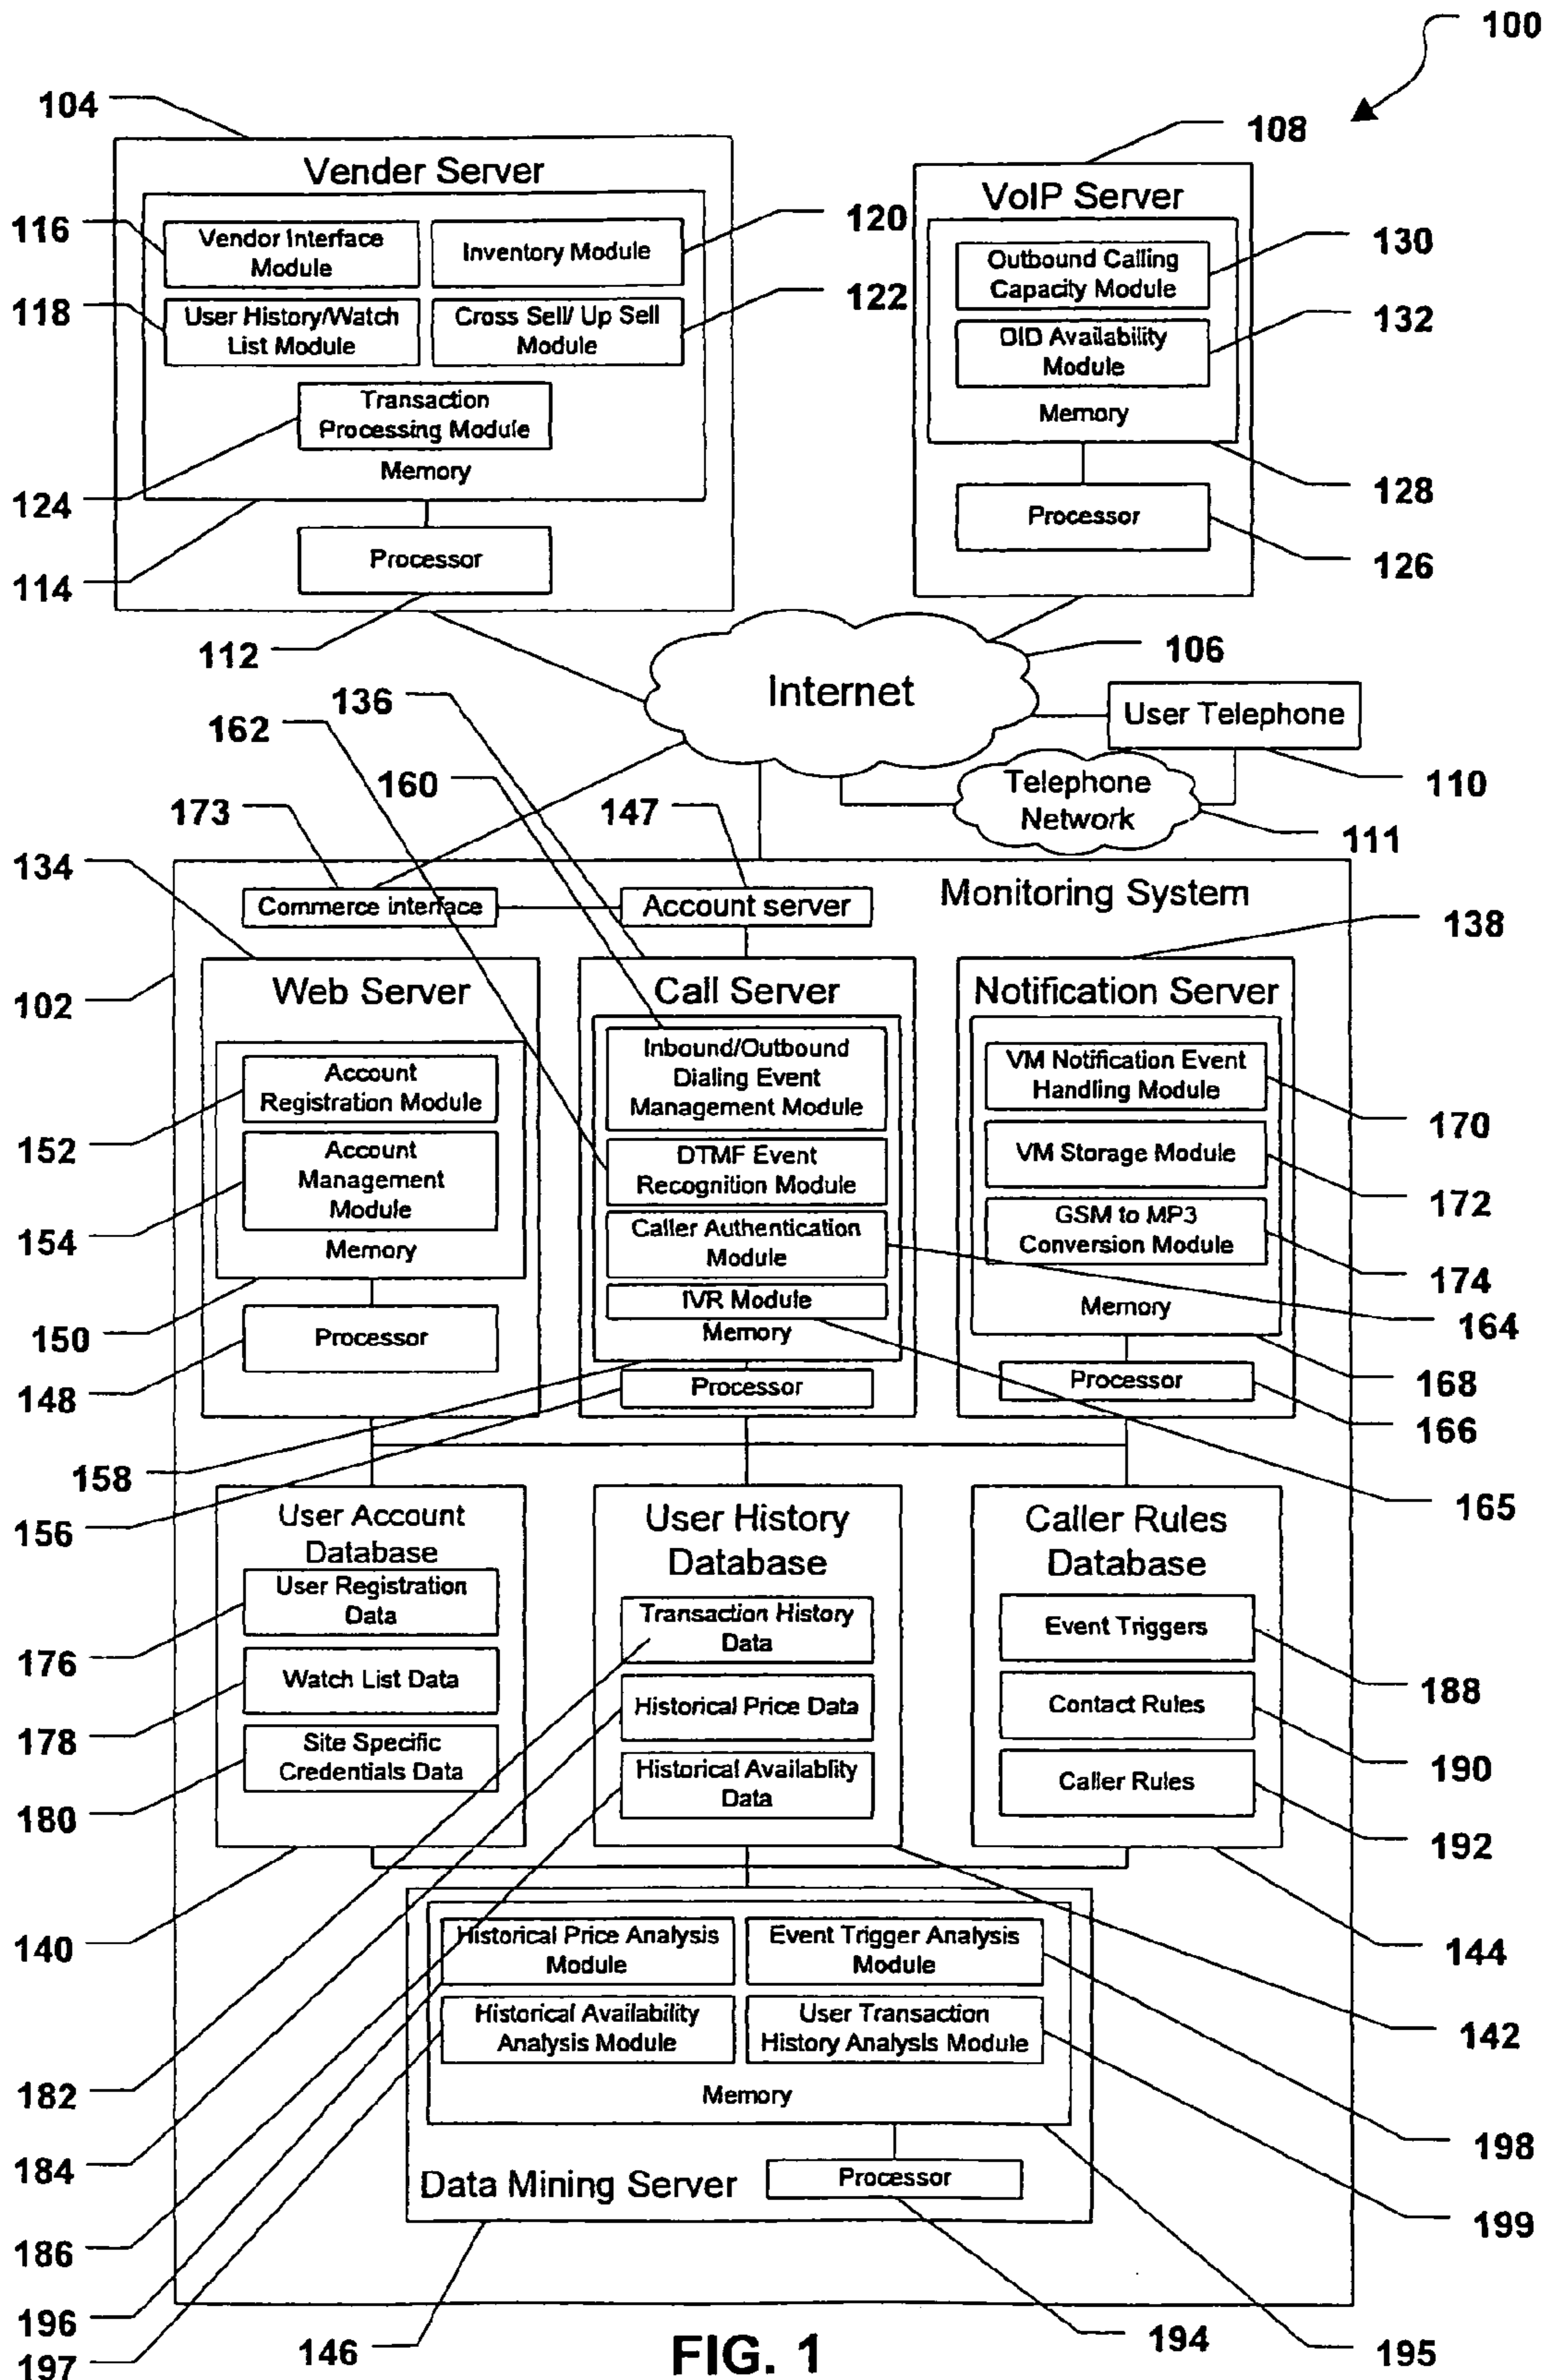 100
104
108
Vender Server
VoIP Server
116
Vendor Interface
Module
Inventory Module
120
Outbound Calling
Capacity Module
130
118
User History/Watch
List Module
Cross Sell/ Up Sell
Module
122
DID Availability
Module
132
Transaction
Processing Module
Memory
Memory
124
128
Processor
Processor
114
126
112
106
Internet
136
162
User Telephone
160
Telephone
Network
110
173
147
111
134
Commerce interface
Account server
Monitoring System
138
102
Web Server
Call Server
Notification Server
Account
Registration Module
Inbound/Outbound
Dialing Event
Management Module
VM Notification Event
Handling Module
170
152
Account
Management
Module
DTMF Event
Recognition Module
VM Storage Module
172
154
Memory
Caller Authentication
Module
GSM to MP3
Conversion Module
174
IVR Module
Memory
Memory
164
150
Processor
Processor
Processor
168
148
166
158
165
156
User Account
Database
User History
Database
Caller Rules
Database
User Registration
Data
Transaction History
Data
Event Triggers
176
188
Watch List Data
Historical Price Data
Contact Rules
178
190
Site Specific
Credentials Data
Historical Availablity
Data
Caller Rules
180
192
140
Historical Price Analysis
Module
Event Trigger Analysis
Module
144
Historical Availability
Analysis Module
User Transaction
History Analysis Module
142
182
Memory
198
184
Data Mining Server
Processor
199
186
196
146
194
195
197
FIG. 1